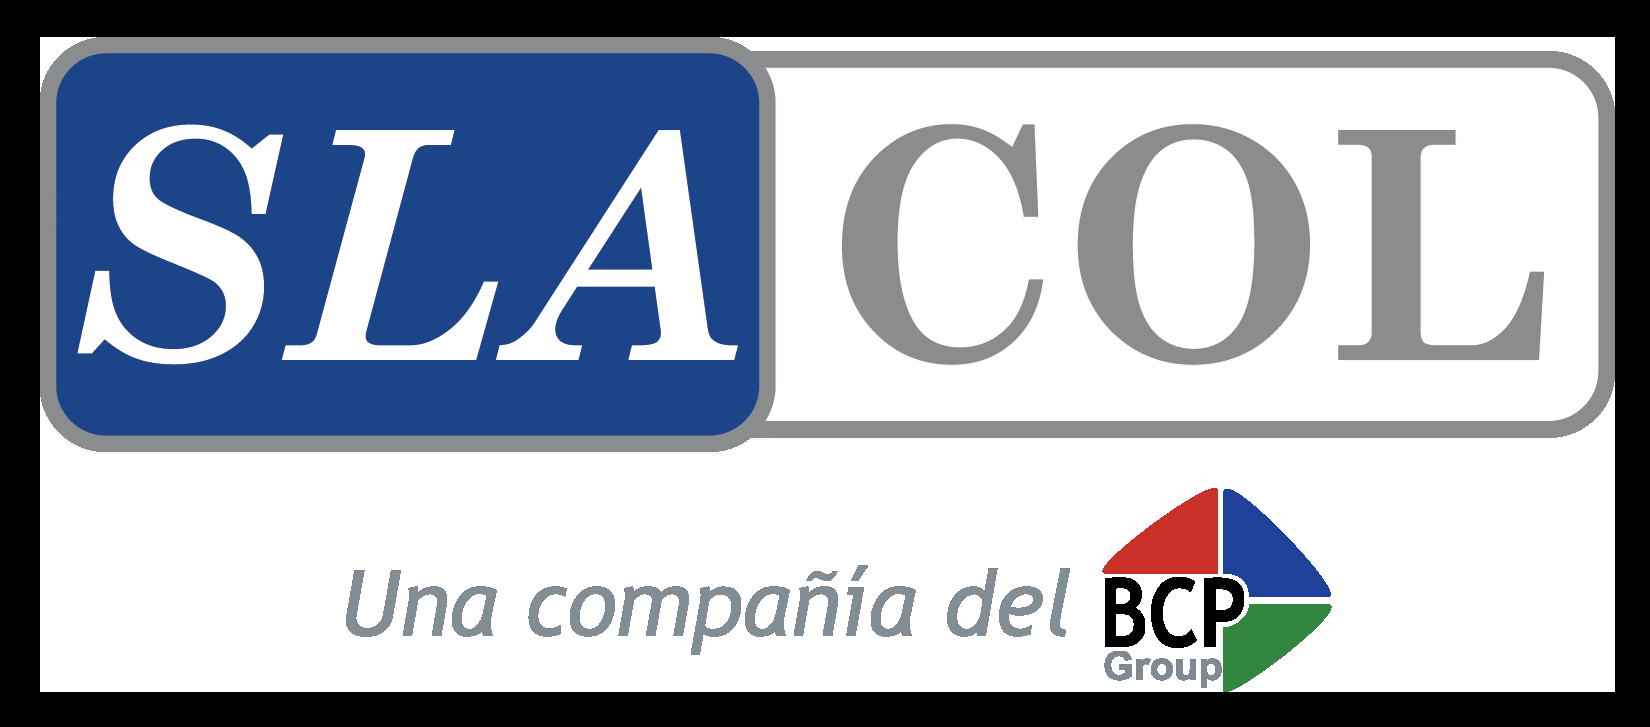 SLA COL
Una compañía del BCP
Group